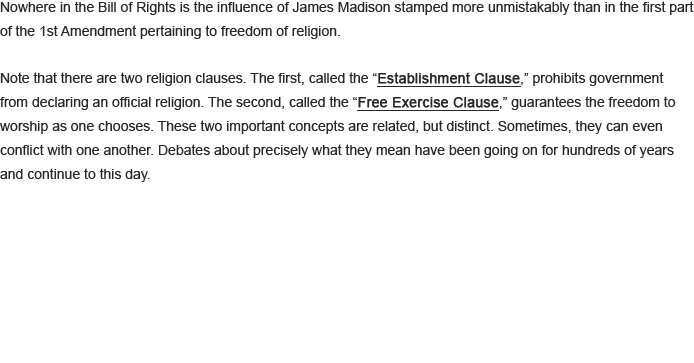 Nowhere in the Bill of Rights is the influence of James Madison stamped more unmistakably than in the first part
of the 1st Amendment pertaining to freedom of religion.
Note that there are two religion clauses. The first, called the “Establishment Clause,” prohibits government
from declaring an official religion. The second, called the “Free Exercise Clause,” guarantees the freedom to
worship as one chooses. These two important concepts are related, but distinct. Sometimes, they can even
conflict with one another. Debates about precisely what they mean have been going on for hundreds of years
and continue to this day.